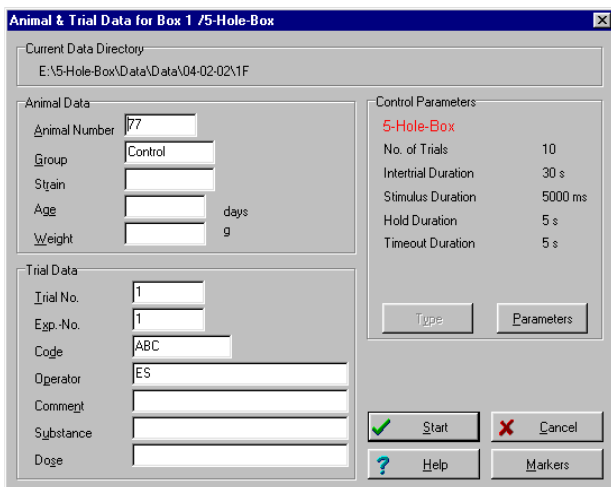 Animal & Trial Data for Box 1 /5-Hole-Box
Current Data Directory
E:\5-Hole-Box\Data\Data\04-02-02\1F
Animal Data
Animal Number 77
Group Control
Strain
Age days
Weight g
Trial Data
Trial No. 1
Exp.-No. 1
Code ABC
Operator ES
Comment
Substance
Dose
Control Parameters
5-Hole-Box
No. of Trials 10
Intertrial Duration 30 s
Stimulus Duration 5000 ms
Hold Duration 5 s
Timeout Duration 5 s
Type Parameters
Start Cancel
Help Markers